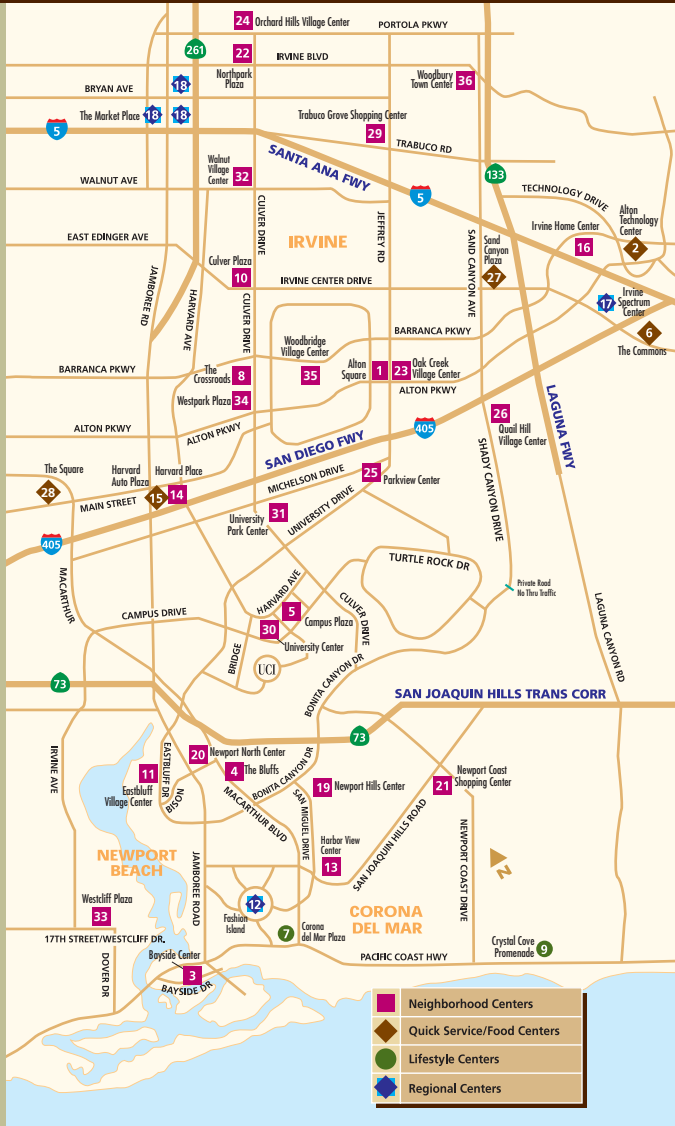 24 Orchard Hills Village Center
PORTOLA PKWY
261
22
IRVINE BLVD
Northpark
Plaza
Woodbury
Town Center
36
18
BRYAN AVE
The Market Place
18
18
Trabuco Grove Shopping Center
29
5
TRABUCO RD
SANTA ANA FWY
Walnut
Village
Center
32
133
WALNUT AVE
5
TECHNOLOGY DRIVE
Alton
Technology
Center
2
CULVER DRIVE
JEFFREY RD
SAND CANYON AVE
Irvine Home Center
16
EAST EDINGER AVE
IRVINE
Sand
Canyon
Plaza
27
Culver Plaza
10
JAMBOREE RD
HARVARD AVE
IRVINE CENTER DRIVE
17
Irvine
Spectrum
Center
CULVER DRIVE
BARRANCA PKWY
6
The Commons
Woodbridge
Village Center
35
Alton
Square
1
23
Oak Creek
Village Center
BARRANCA PKWY
The
Crossroads
8
ALTON PKWY
LAGUNA FWY
Westpark Plaza
34
26
Quail Hill
Village Center
ALTON PKWY
ALTON PKWY
405
SAN DIEGO FWY
SHADY CANYON DRIVE
The Square
28
Harvard
Auto Plaza
15
Harvard Place
14
MICHELSON DRIVE
25
Parkview Center
MAIN STREET
UNIVERSITY DRIVE
31
University
Park Center
405
TURTLE ROCK DR
MACARTHUR
HARVARD AVE
Private Road
No Thru Traffic
CULVER DRIVE
LAGUNA CANYON RD
CAMPUS DRIVE
5
Campus Plaza
30
University Center
BRIDGE
UCI
BONITA CANYON DR
73
SAN JOAQUIN HILLS TRANS CORR
73
IRVINE AVE
EASTBLUFF DR
20
Newport North Center
4
The Bluffs
11
Eastbluff
Village Center
BISON
BONITA CANYON DR
SAN MIGUEL DRIVE
19
Newport Hills Center
21
Newport Coast
Shopping Center
MACARTHUR BLVD
SAN JOAQUIN HILLS ROAD
NEWPORT COAST DRIVE
Harbor View
Center
13
N
NEWPORT
BEACH
JAMBOREE ROAD
Westcliff Plaza
33
12
Fashion
Island
CORONA
DEL MAR
7
Corona
del Mar Plaza
17TH STREET/WESTCLIFF DR.
Crystal Cove
Promenade
9
DOVER DR
Bayside Center
3
BAYSIDE DR
PACIFIC COAST HWY
Neighborhood Centers
Quick Service/Food Centers
Lifestyle Centers
Regional Centers